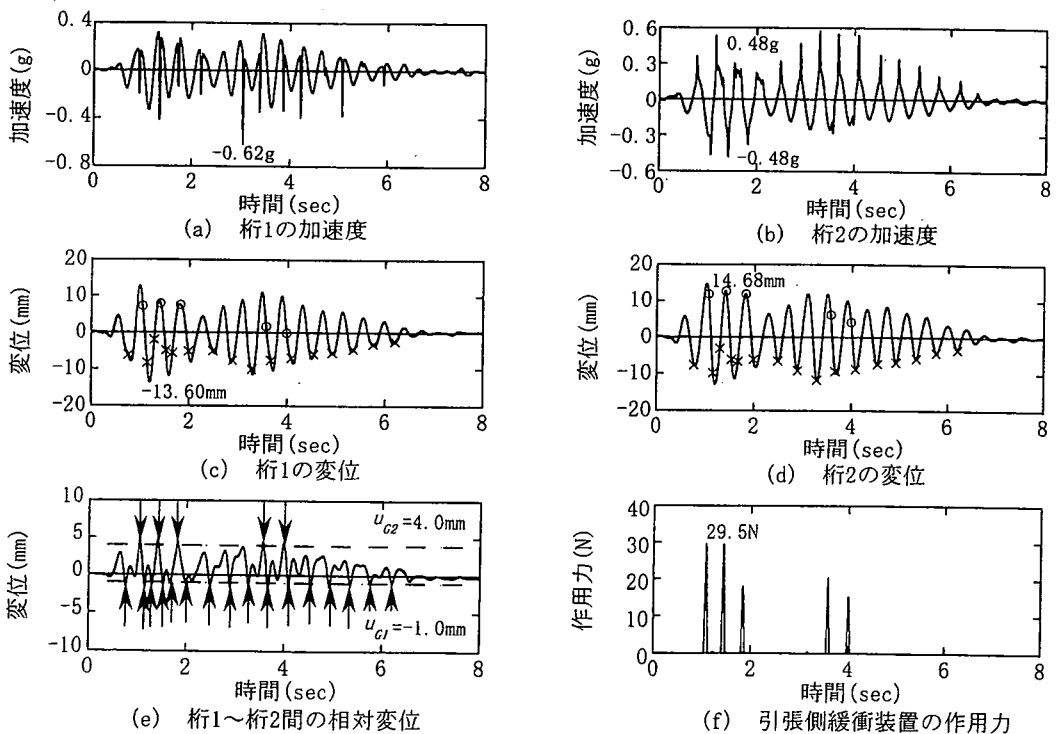 加速度(g)
0.4
0
-0.4
-0.8
-0.62g
0 2 4 6 8
時間(sec)
(a) 桁1の加速度
加速度(g)
0.6
0.3
0
-0.3
-0.6
0.48g
-0.48g
0 2 4 6 8
時間(sec)
(b) 桁2の加速度
変位(mm)
20
10
0
-10
-20
-13.60mm
0 2 4 6 8
時間(sec)
(c) 桁1の変位
変位(mm)
20
10
0
-10
-20
14.68mm
0 2 4 6 8
時間(sec)
(d) 桁2の変位
変位(mm)
10
5
0
-5
-10
uG2=4.0mm
uG1=-1.0mm
0 2 4 6 8
時間(sec)
(e) 桁1~桁2間の相対変位
作用力(N)
40
30
20
10
0
29.5N
0 2 4 6 8
時間(sec)
(f) 引張側緩衝装置の作用力